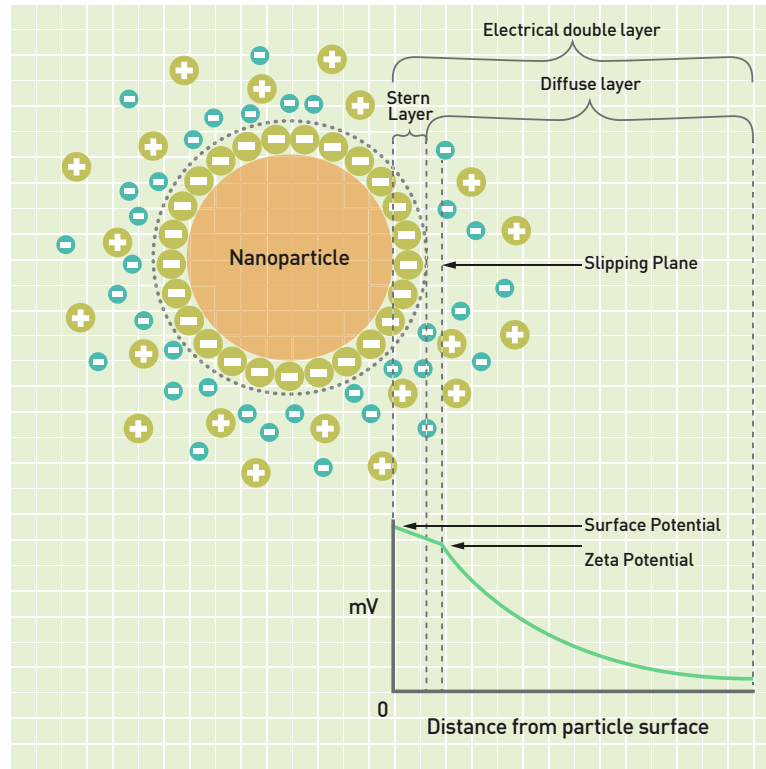 Electrical double layer
Diffuse layer
Stern
Layer
Nanoparticle
Slipping Plane
Surface Potential
Zeta Potential
mV
0
Distance from particle surface